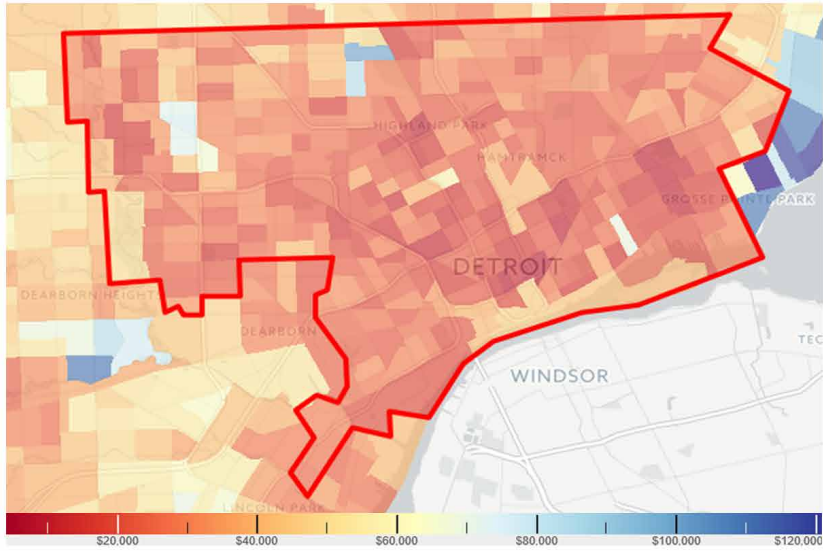 HIGHLAND PARK
HAMTRAMCK
GROSSE POINTE PARK
DETROIT
DEARBORN HEIGHTS
DEARBORN
TEC
WINDSOR
LINCOLN PARK
$20,000 $40,000 $60,000 $80,000 $100,000 $120,000